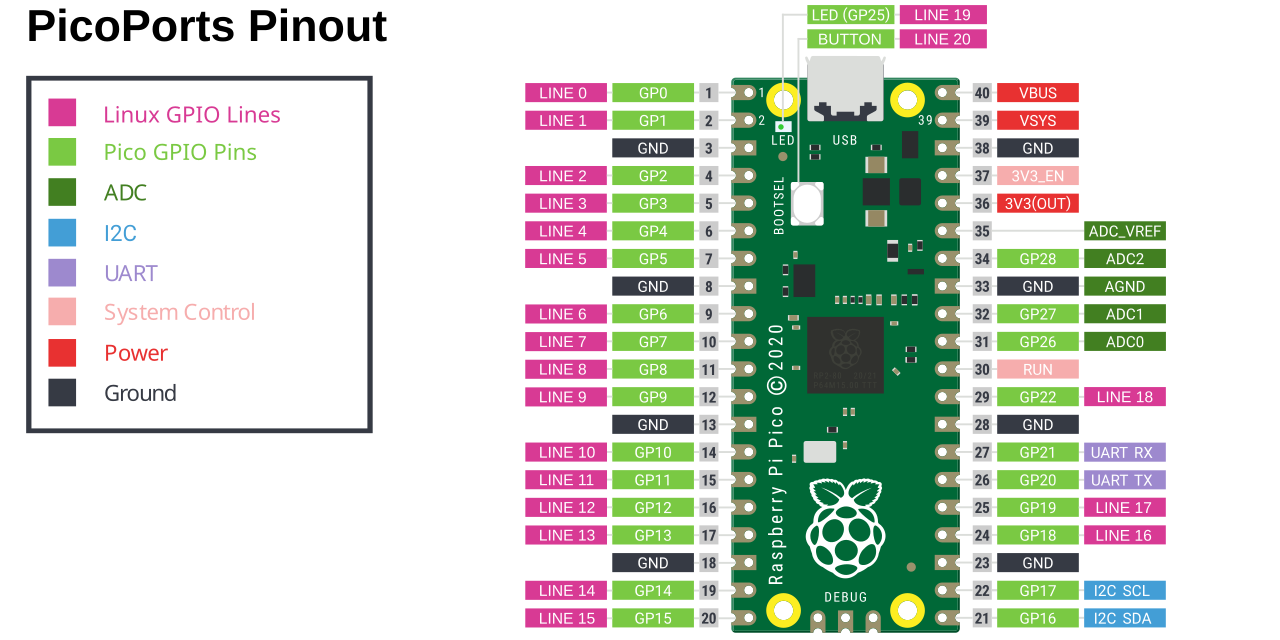 PicoPorts Pinout
Linux GPIO Lines
Pico GPIO Pins
ADC
I2C
UART
System Control
Power
Ground
LED (GP25) LINE 19
BUTTON LINE 20
LINE 0 GP0 1 1 40 VBUS
LINE 1 GP1 2 2 39 39 VSYS
LED USB
GND 3 38 GND
LINE 2 GP2 4 37 3V3_EN
LINE 3 GP3 5 36 3V3(OUT)
BOOTSEL
LINE 4 GP4 6 35 ADC_VREF
LINE 5 GP5 7 34 GP28 ADC2
GND 8 33 GND AGND
LINE 6 GP6 9 32 GP27 ADC1
LINE 7 GP7 10 31 GP26 ADC0
LINE 8 GP8 11 30 RUN
LINE 9 GP9 12 29 GP22 LINE 18
GND 13 28 GND
LINE 10 GP10 14 27 GP21 UART RX
LINE 11 GP11 15 26 GP20 UART TX
LINE 12 GP12 16 25 GP19 LINE 17
LINE 13 GP13 17 24 GP18 LINE 16
Raspberry Pi Pico © 2020
GND 18 23 GND
LINE 14 GP14 19 22 GP17 I2C SCL
DEBUG
LINE 15 GP15 20 21 GP16 I2C SDA